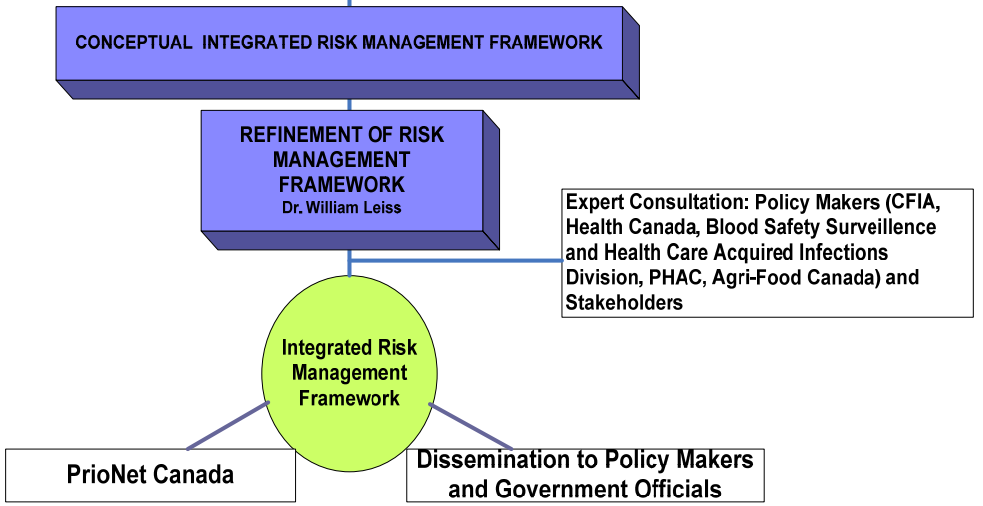 CONCEPTUAL INTEGRATED RISK MANAGEMENT FRAMEWORK
REFINEMENT OF RISK
MANAGEMENT
FRAMEWORK
Dr. William Leiss
Expert Consultation: Policy Makers (CFIA,
Health Canada, Blood Safety Surveillence
and Health Care Acquired Infections
Division, PHAC, Agri-Food Canada) and
Stakeholders
Integrated Risk
Management
Framework
PrioNet Canada
Dissemination to Policy Makers
and Government Officials